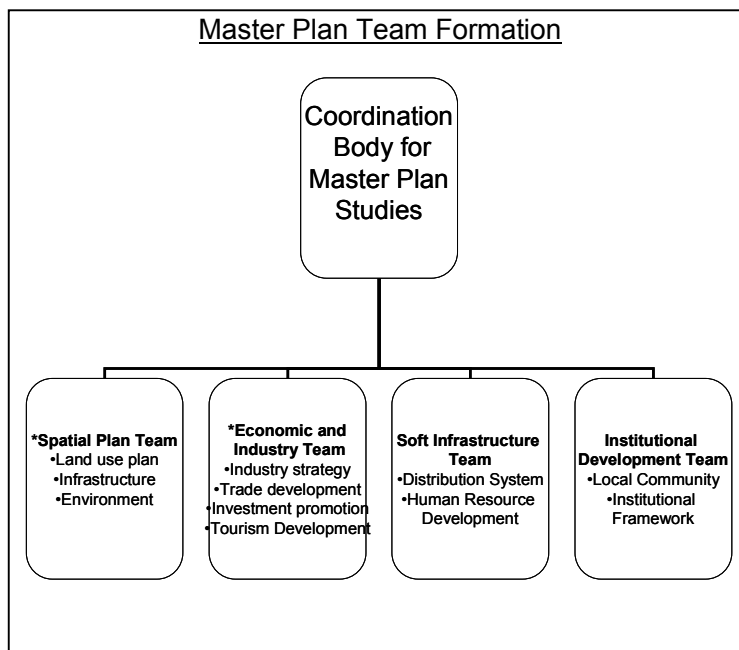 Master Plan Team Formation
Coordination
Body for
Master Plan
Studies
*Spatial Plan Team
•Land use plan
•Infrastructure
•Environment
*Economic and
Industry Team
•Industry strategy
•Trade development
•Investment promotion
•Tourism Development
Soft Infrastructure
Team
•Distribution System
•Human Resource
Development
Institutional
Development Team
•Local Community
•Institutional
Framework